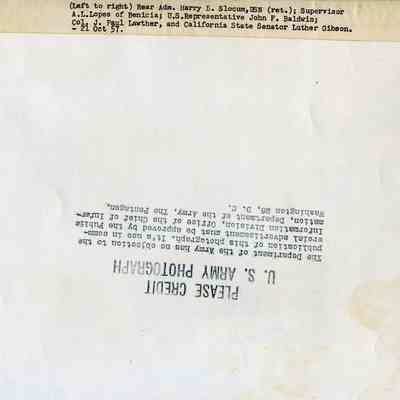 (Left to right) Rear Adm. Harry D. Slocum,USN (ret.); Supervisor
A.L.Lopes of Benicia; U.S.Representative John F. Baldwin;
Col. J. Paul Lawther, and California State Senator Luther Gibson.
- 21 Oct 57.
PLEASE CREDIT
U. S. ARMY PHOTOGRAPH
The Department of the Army has no objection to the
publication of this photograph. It's use in comm-
ercial advertisement must be approved by the Public
Information Division, Office of the Chief of Infor-
mation, Department of the Army, The Pentagon,
Washington 25, D. C.